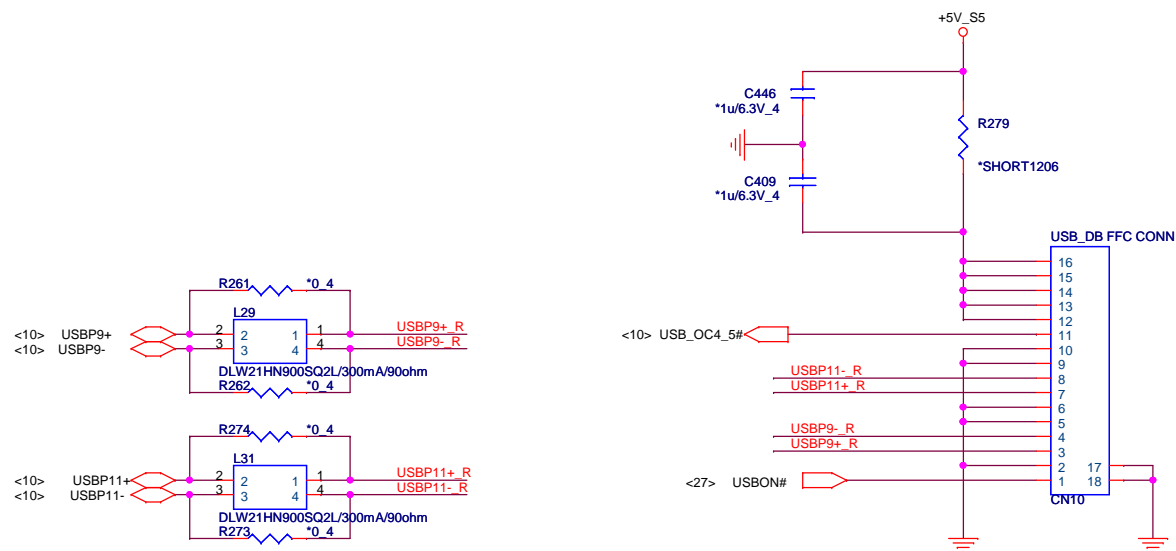 +5V_S5
C446
*1u/6.3V_4
R279
*SHORT1206
C409
*1u/6.3V_4
USB_DB FFC CONN
16
15
14
13
12
<10> USB_OC4_5# 11
10
9
USBP11-_R 8
USBP11+_R 7
6
5
USBP9-_R 4
USBP9+_R 3
2 17
<27> USBON# 1 18
CN10
R261 *0_4
L29
<10> USBP9+ 2 2 1 1 USBP9+_R
<10> USBP9- 3 3 4 4 USBP9-_R
DLW21HN900SQ2L/300mA/90ohm
R262 *0_4
R274 *0_4
L31
<10> USBP11+ 2 2 1 1 USBP11+_R
<10> USBP11- 3 3 4 4 USBP11-_R
DLW21HN900SQ2L/300mA/90ohm
R273 *0_4